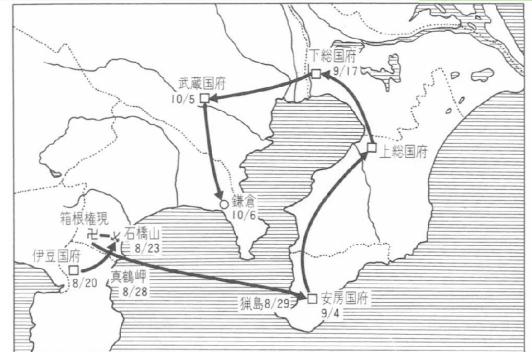 下総国府
9/17
武蔵国府
10/5
上総国府
鎌倉
10/6
箱根権現
石橋山
8/23
伊豆国府
8/20
真鶴岬
8/28
猟島8/29
安房国府
9/4